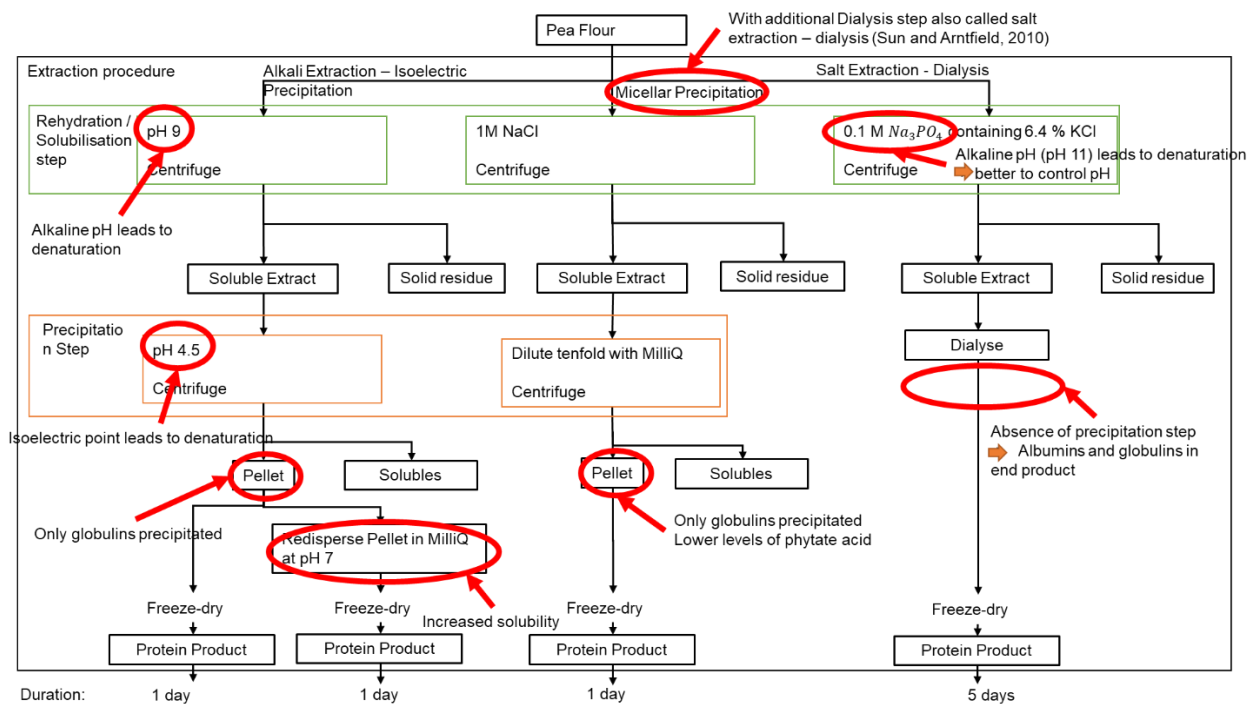 With additional Dialysis step also called salt
extraction – dialysis (Sun and Arntfield, 2010)
Pea Flour
Extraction procedure
Alkali Extraction – Isoelectric
Precipitation
Micellar Precipitation
Salt Extraction - Dialysis
Rehydration /
Solubilisation
step
pH 9
Centrifuge
1M NaCl
Centrifuge
0.1 M Na₃PO₄ containing 6.4 % KCl
Centrifuge
Alkaline pH (pH 11) leads to denaturation
better to control pH
Alkaline pH leads to
denaturation
Soluble Extract
Solid residue
Soluble Extract
Solid residue
Soluble Extract
Solid residue
Precipitatio
n Step
pH 4.5
Centrifuge
Dilute tenfold with MilliQ
Centrifuge
Dialyse
Isoelectric point leads to denaturation
Absence of precipitation step
Albumins and globulins in
end product
Pellet
Solubles
Pellet
Solubles
Only globulins precipitated
Only globulins precipitated
Lower levels of phytate acid
Redisperse Pellet in MilliQ
at pH 7
Increased solubility
Freeze-dry
Freeze-dry
Freeze-dry
Freeze-dry
Protein Product
Protein Product
Protein Product
Protein Product
Duration:
1 day
1 day
1 day
5 days